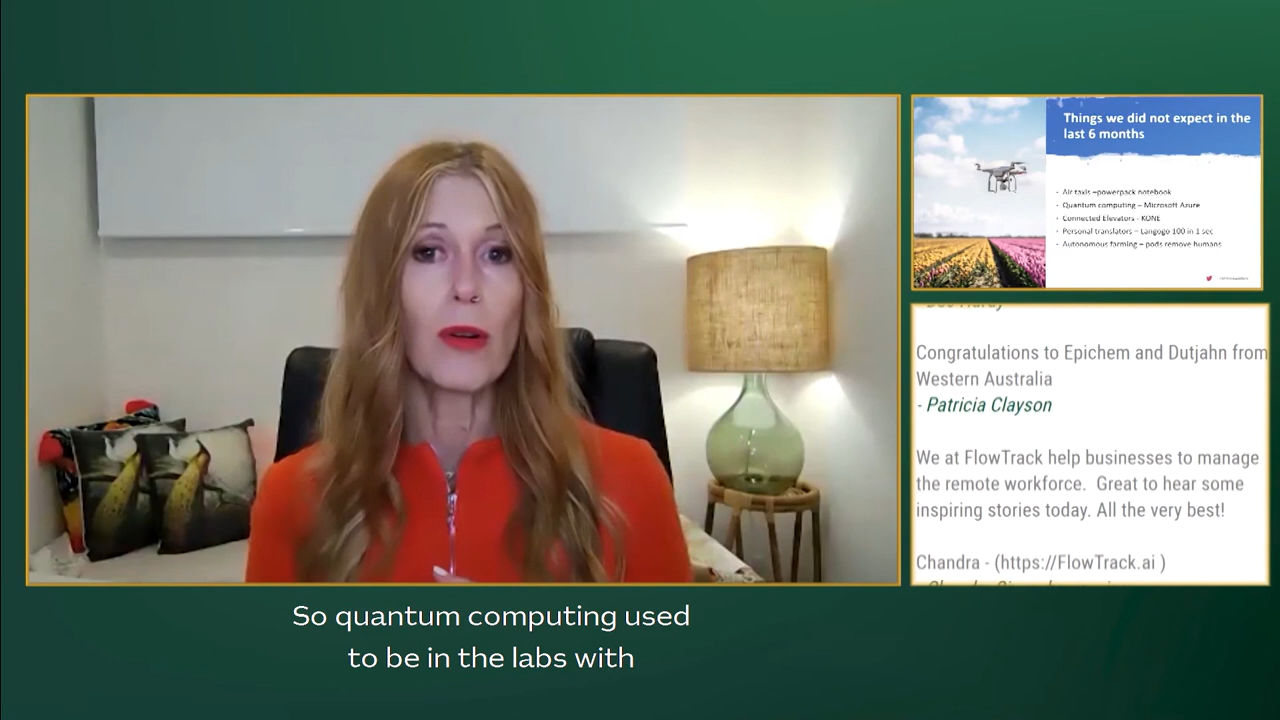 Things we did not expect in the
last 6 months
- Air taxis –powerpack notebook
- Quantum computing – Microsoft Azure
- Connected Elevators - KONE
- Personal translators – Langogo 100 in 1 sec
- Autonomous farming – pods remove humans
Congratulations to Epichem and Dutjahn from
Western Australia
- Patricia Clayson
We at FlowTrack help businesses to manage
the remote workforce. Great to hear some
inspiring stories today. All the very best!
Chandra - (https://FlowTrack.ai )
So quantum computing used
to be in the labs with